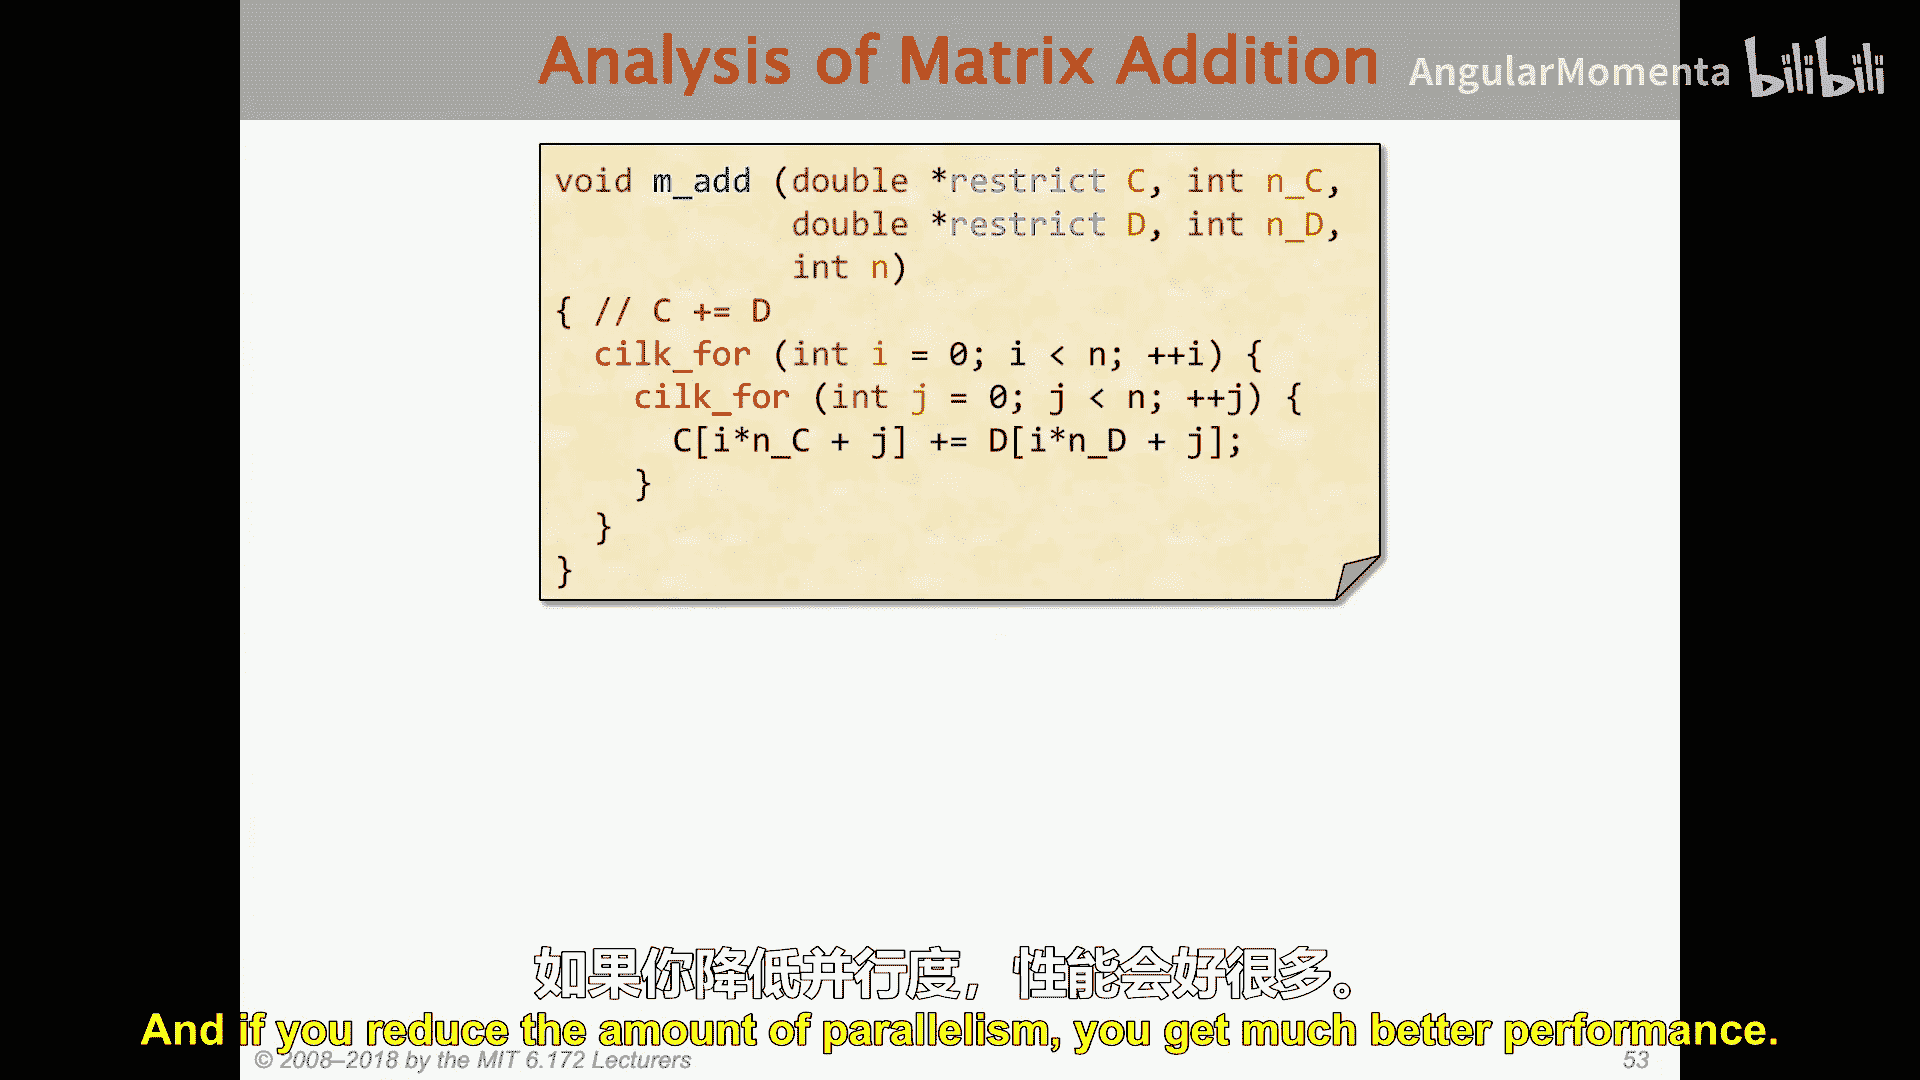 Analysis of Matrix Addition
AngularMomenta bilibili
void m_add (double *restrict C, int n_C,
            double *restrict D, int n_D,
            int n)
{ // C += D
  cilk_for (int i = 0; i < n; ++i) {
    cilk_for (int j = 0; j < n; ++j) {
      C[i*n_C + j] += D[i*n_D + j];
    }
  }
}
如果你降低并行度，性能会好很多。
And if you reduce the amount of parallelism, you get much better performance.
© 2008–2018 by the MIT 6.172 Lecturers
53